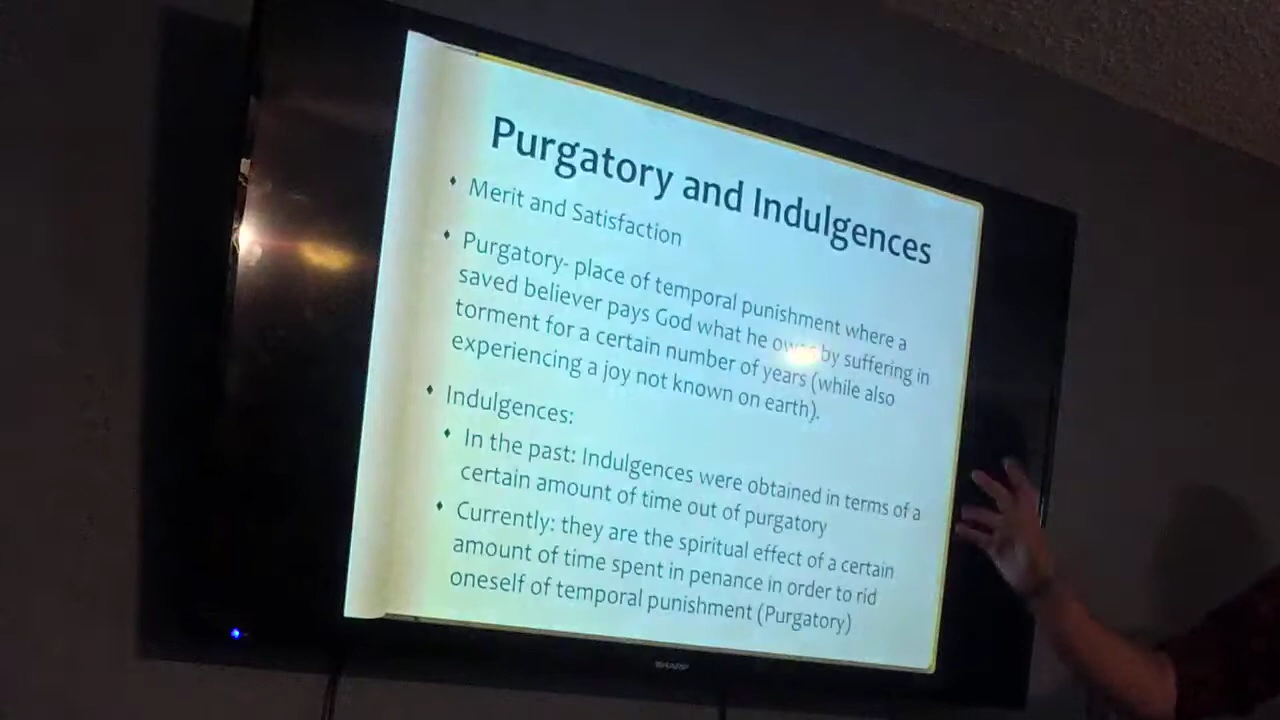 Purgatory and Indulgences
♦ Merit and Satisfaction
♦ Purgatory- place of temporal punishment where a
saved believer pays God what he owes by suffering in
torment for a certain number of years (while also
experiencing a joy not known on earth).
♦ Indulgences:
♦ In the past: Indulgences were obtained in terms of a
certain amount of time out of purgatory
♦ Currently: they are the spiritual effect of a certain
amount of time spent in penance in order to rid
oneself of temporal punishment (Purgatory)
SHARP